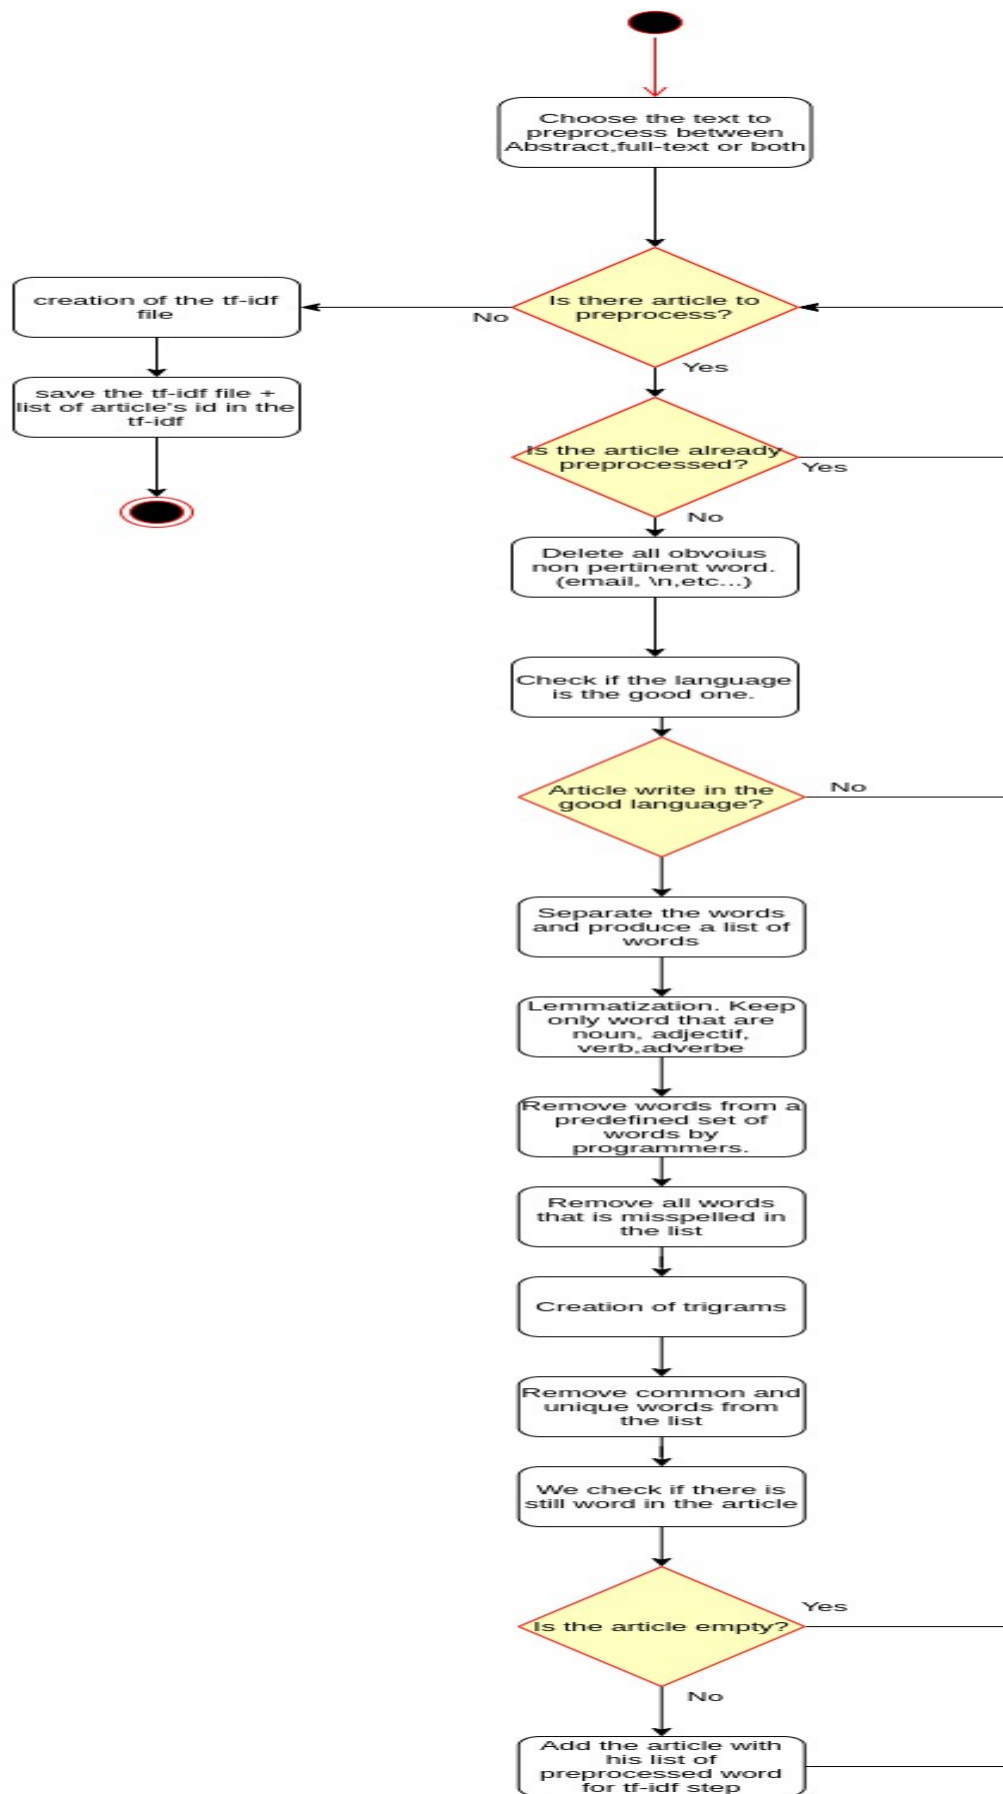 Choose the text to
preprocess between
Abstract,full-text or both
Is there article to
preprocess?
No
creation of the tf-idf
file
save the tf-idf file +
list of article's id in the
tf-idf
Yes
Is the article already
preprocessed?
Yes
No
Delete all obvoius
non pertinent word.
(email, \n,etc...)
Check if the language
is the good one.
Article write in the
good language?
No
Separate the words
and produce a list of
words
Lemmatization. Keep
only word that are
noun, adjectif,
verb,adverbe
Remove words from a
predefined set of
words by
programmers.
Remove all words
that is misspelled in
the list
Creation of trigrams
Remove common and
unique words from
the list
We check if there is
still word in the article
Is the article empty?
Yes
No
Add the article with
his list of
preprocessed word
for tf-idf step